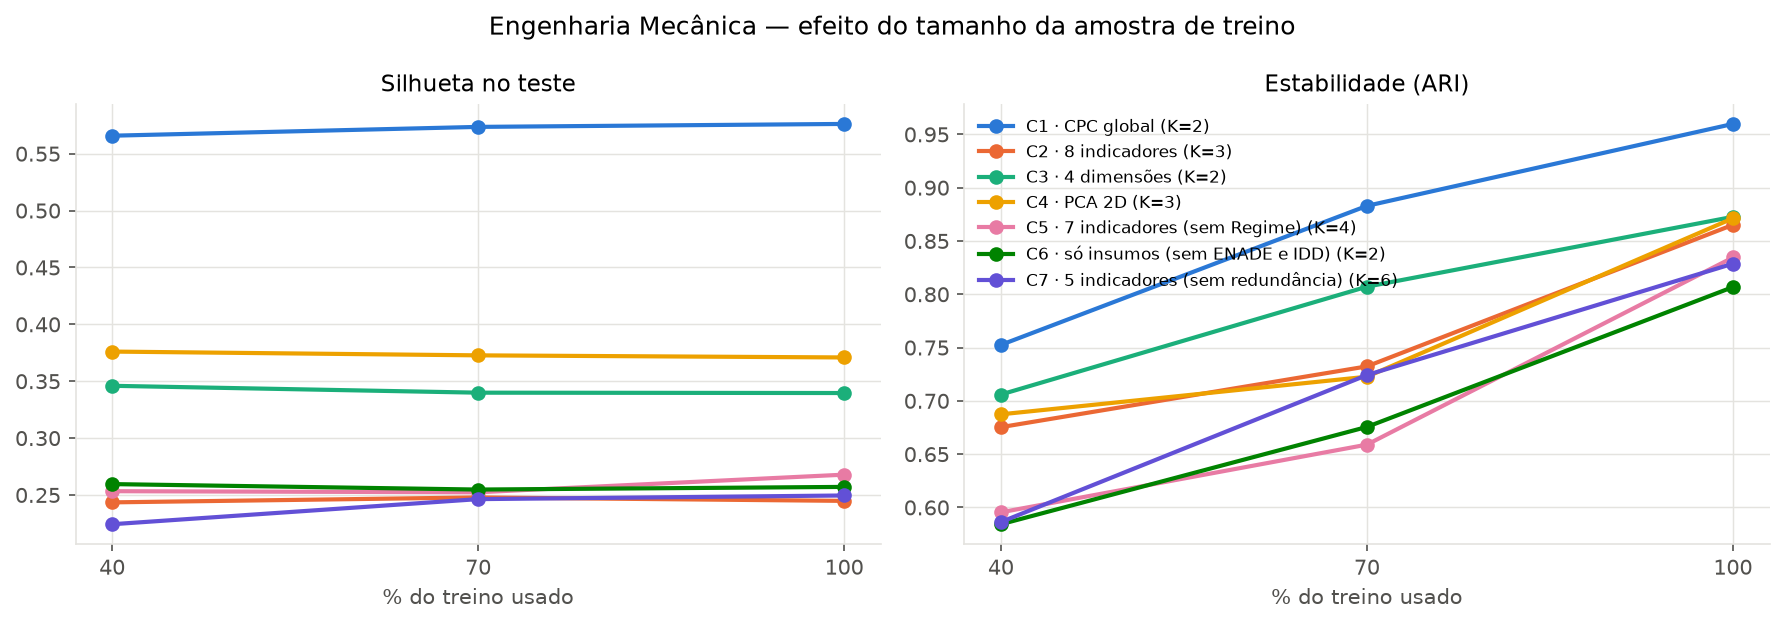 Engenharia Mecânica — efeito do tamanho da amostra de treino
Silhueta no teste
0.55
0.50
0.45
0.40
0.35
0.30
0.25
40
70
100
% do treino usado
Estabilidade (ARI)
C1 · CPC global (K=2)
C2 · 8 indicadores (K=3)
C3 · 4 dimensões (K=2)
C4 · PCA 2D (K=3)
C5 · 7 indicadores (sem Regime) (K=4)
C6 · só insumos (sem ENADE e IDD) (K=2)
C7 · 5 indicadores (sem redundância) (K=6)
0.95
0.90
0.85
0.80
0.75
0.70
0.65
0.60
40
70
100
% do treino usado